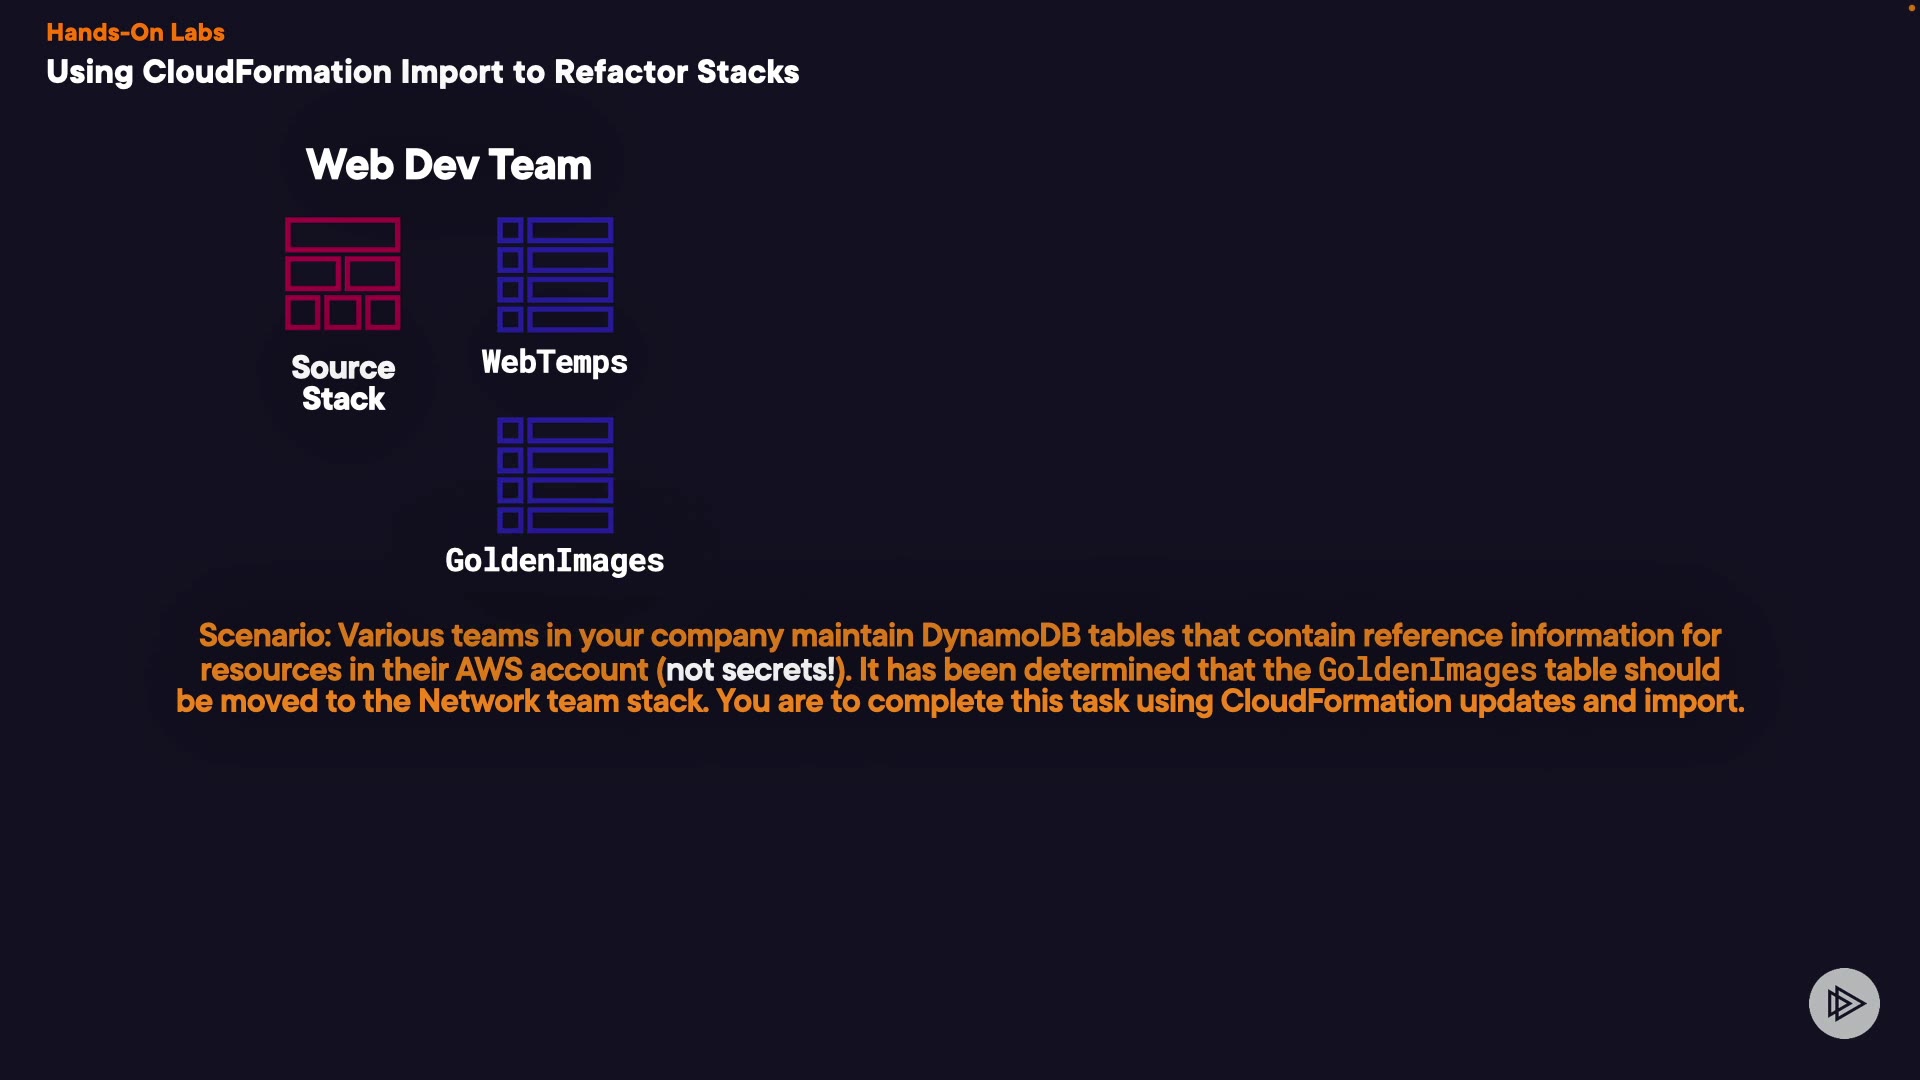 Hands-On Labs
Using CloudFormation Import to Refactor Stacks
Web Dev Team
Source
Stack
WebTemps
GoldenImages
Scenario: Various teams in your company maintain DynamoDB tables that contain reference information for
resources in their AWS account (not secrets!). It has been determined that the GoldenImages table should
be moved to the Network team stack. You are to complete this task using CloudFormation updates and import.